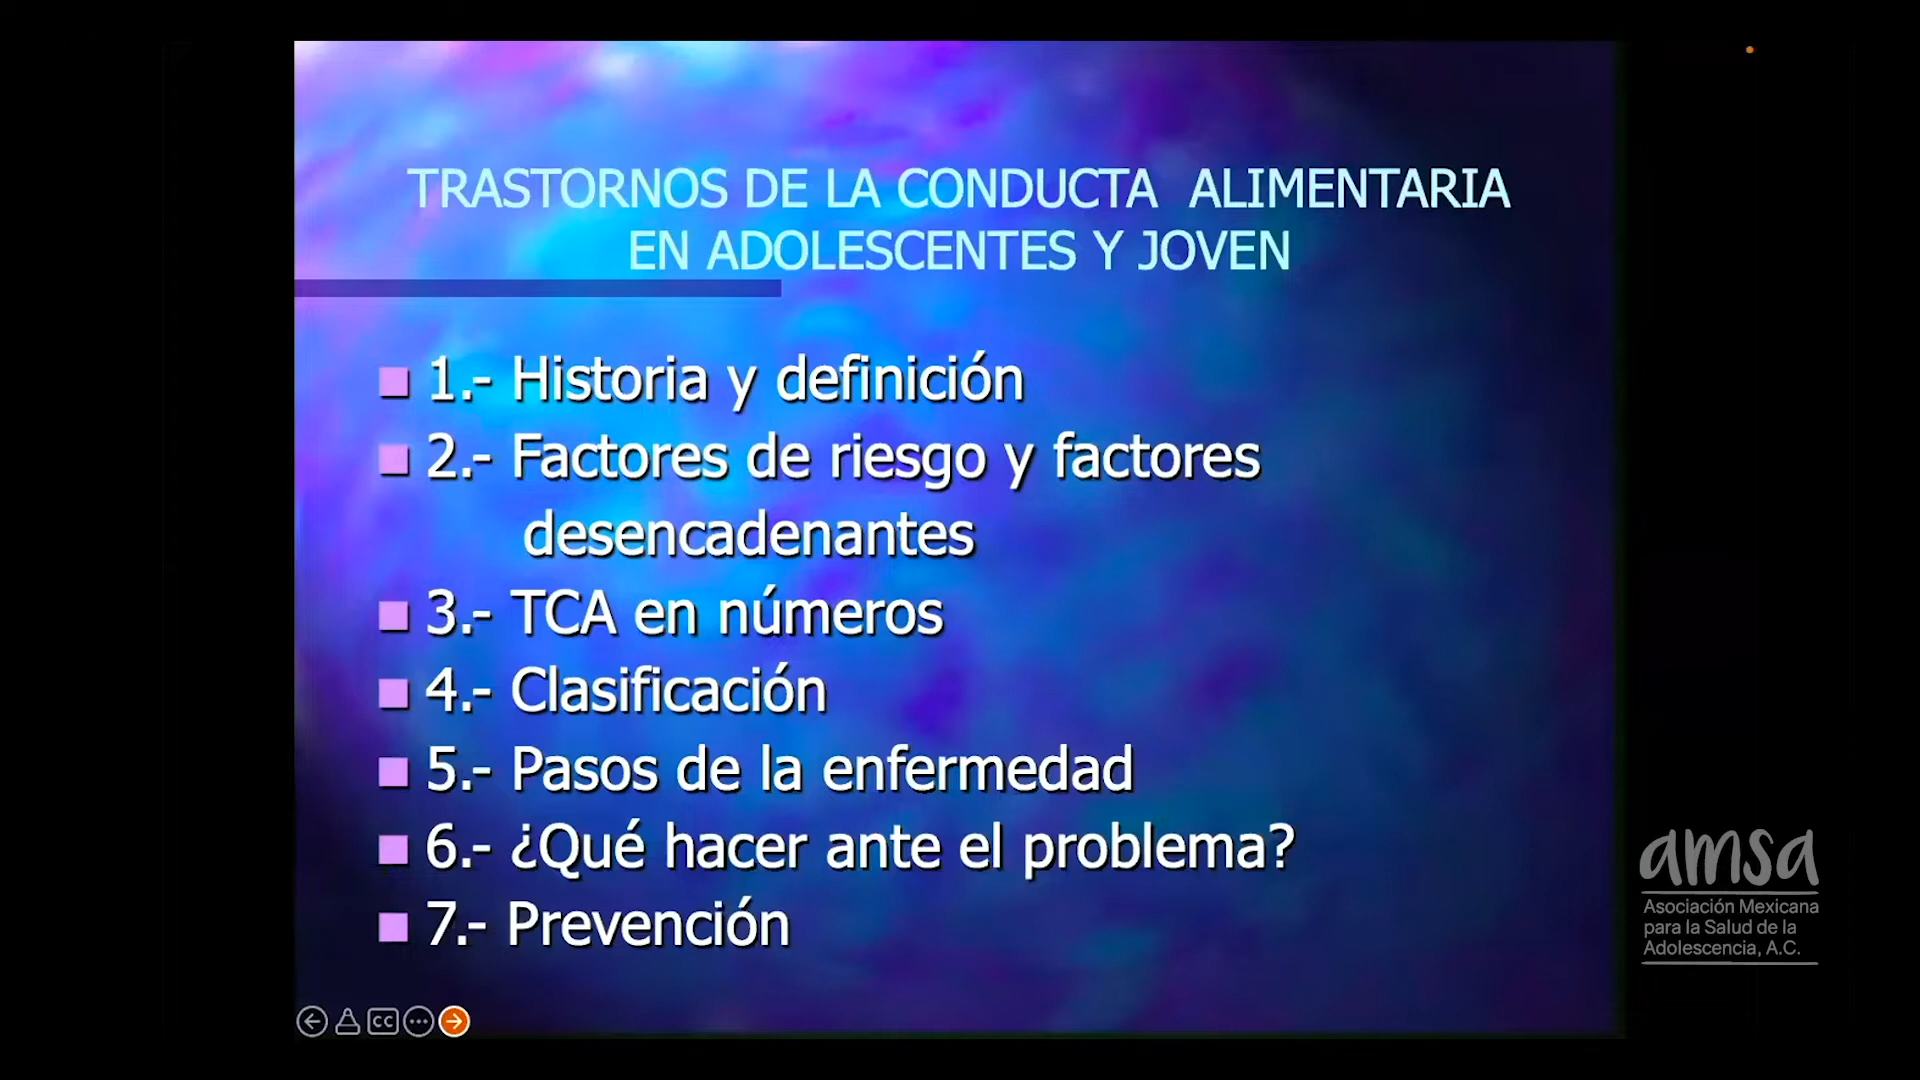 TRASTORNOS DE LA CONDUCTA ALIMENTARIA
EN ADOLESCENTES Y JOVEN
1.- Historia y definición
2.- Factores de riesgo y factores
desencadenantes
3.- TCA en números
4.- Clasificación
5.- Pasos de la enfermedad
6.- ¿Qué hacer ante el problema?
7.- Prevención
amsa
Asociación Mexicana
para la Salud de la
Adolescencia, A.C.
CC